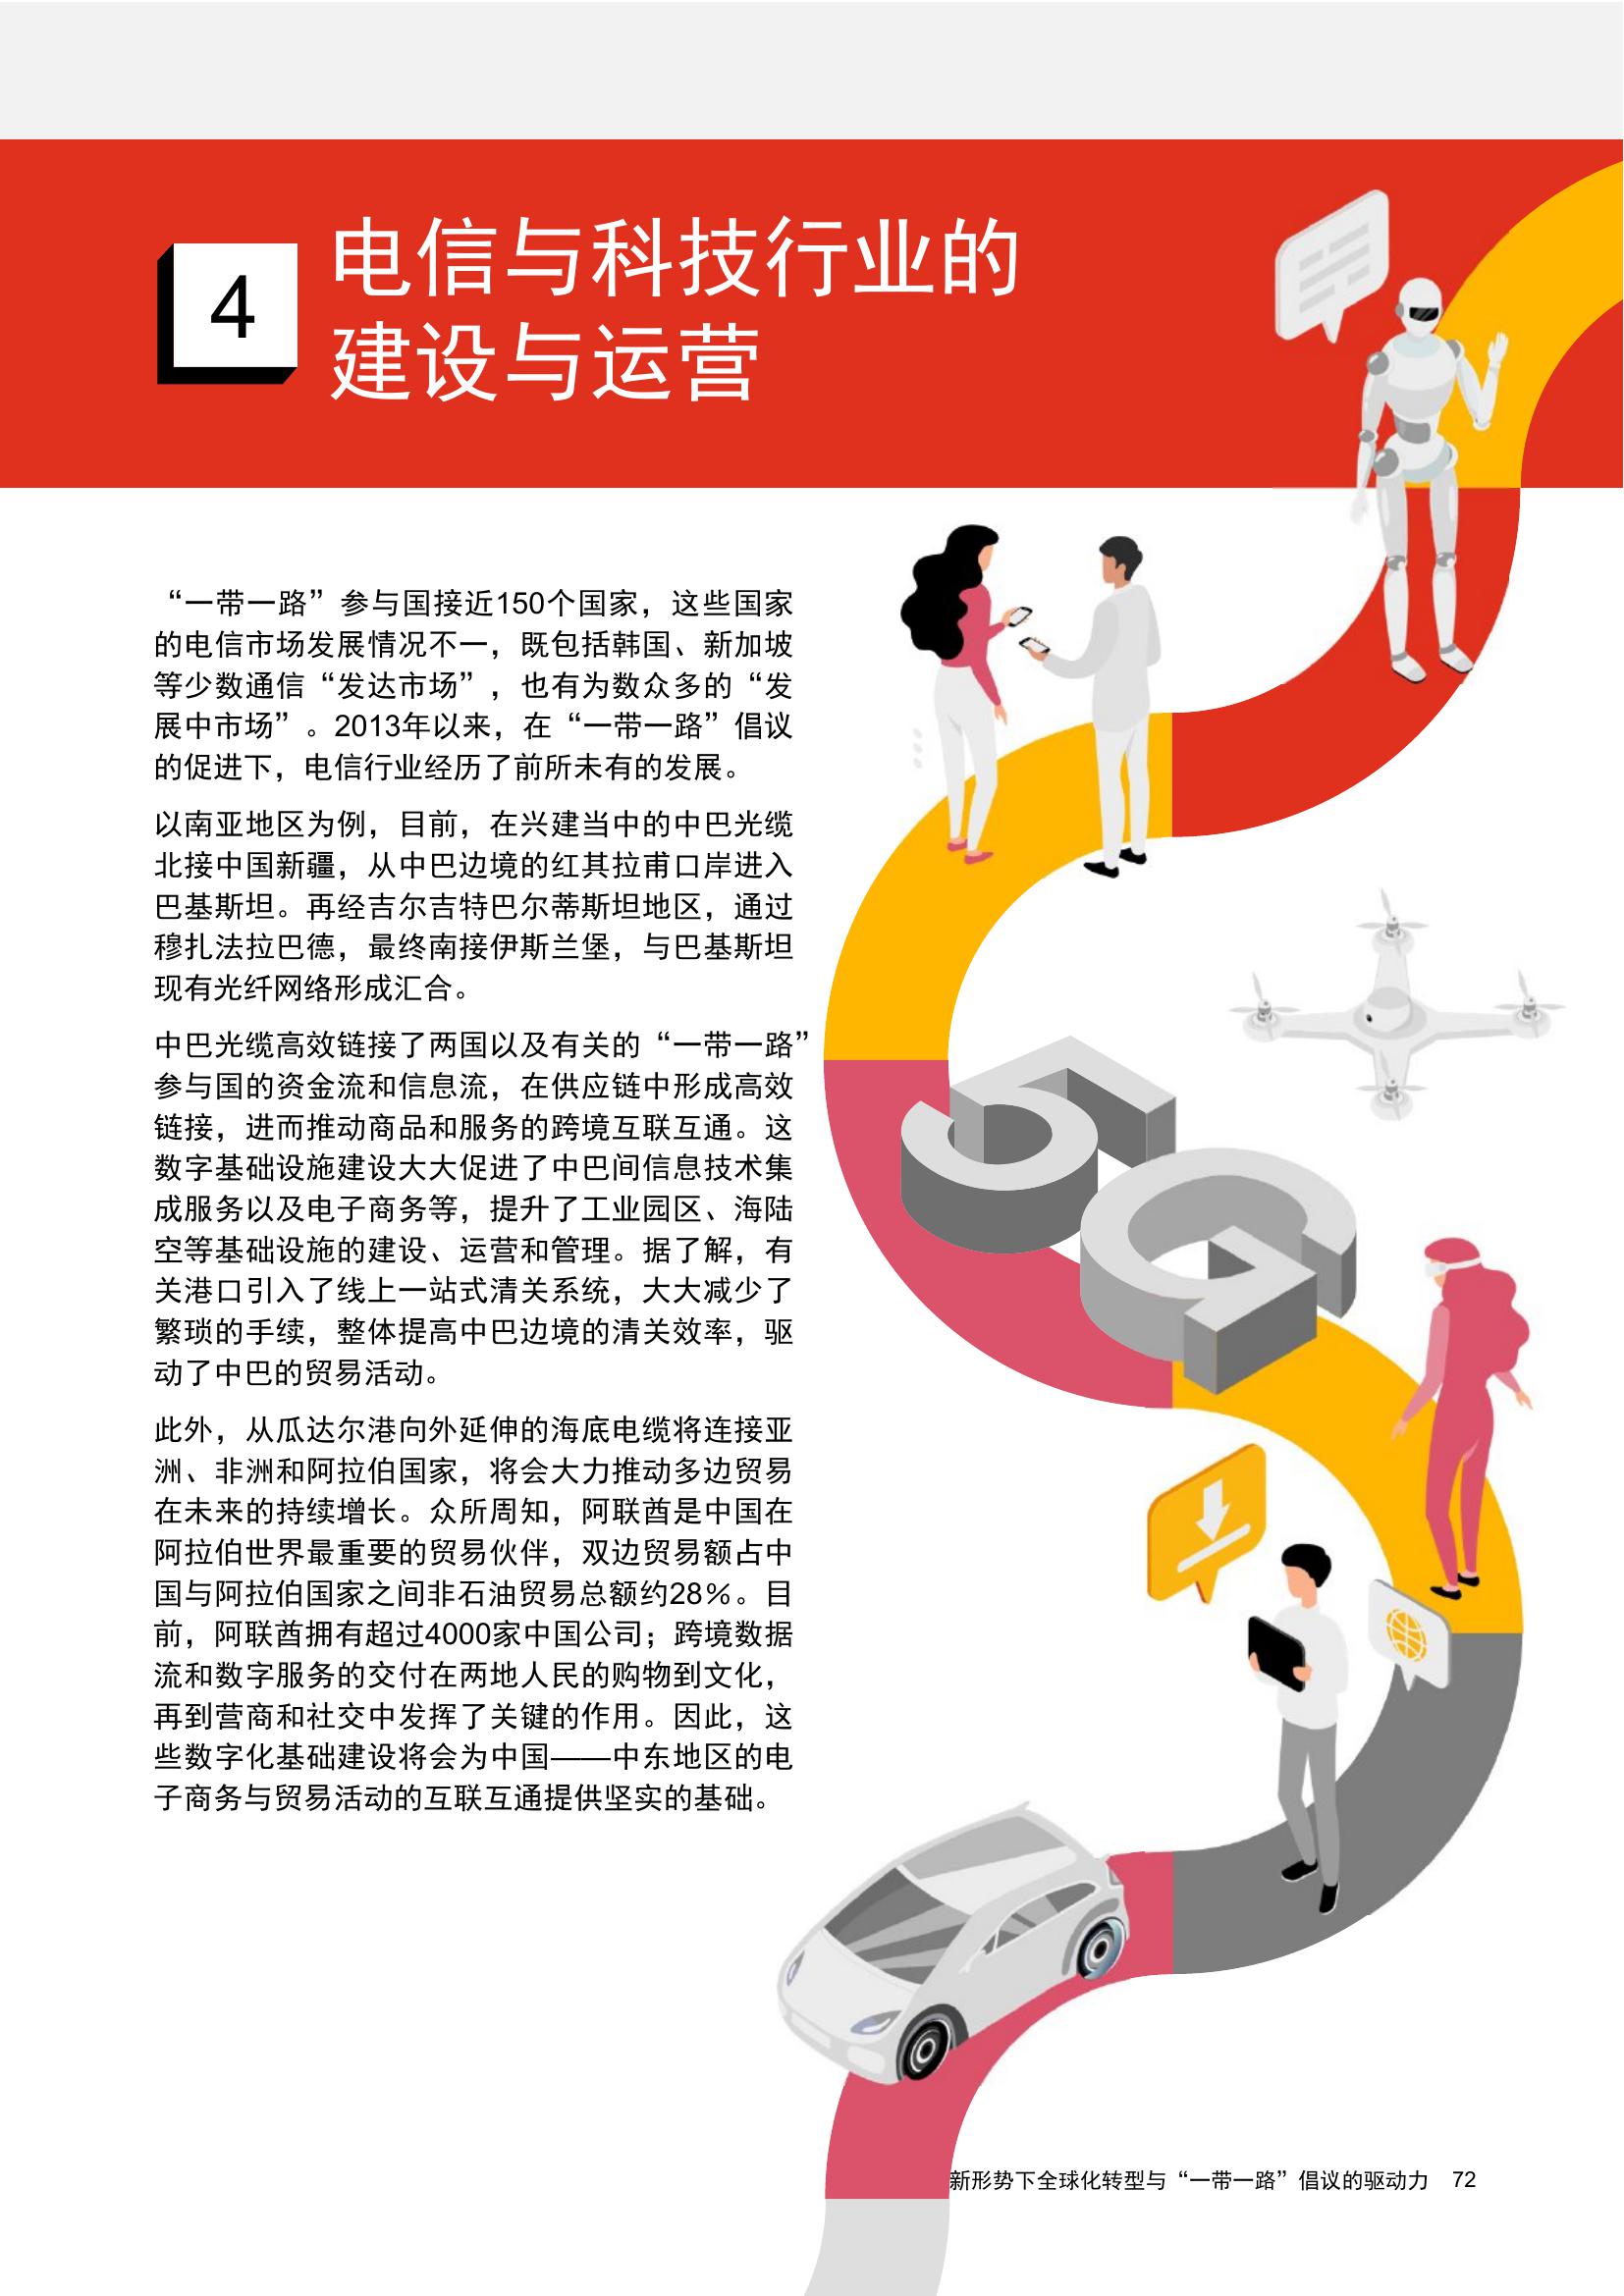 4
电信与科技行业的
建设与运营
“一带一路”参与国接近150个国家，这些国家
的电信市场发展情况不一，既包括韩国、新加坡
等少数通信“发达市场”，也有为数众多的“发
展中市场”。2013年以来，在“一带一路”倡议
的促进下，电信行业经历了前所未有的发展。
以南亚地区为例，目前，在兴建当中的中巴光缆
北接中国新疆，从中巴边境的红其拉甫口岸进入
巴基斯坦。再经吉尔吉特巴尔蒂斯坦地区，通过
穆扎法拉巴德，最终南接伊斯兰堡，与巴基斯坦
现有光纤网络形成汇合。
中巴光缆高效链接了两国以及有关的“一带一路”
参与国的资金流和信息流，在供应链中形成高效
链接，进而推动商品和服务的跨境互联互通。这
数字基础设施建设大大促进了中巴间信息技术集
成服务以及电子商务等，提升了工业园区、海陆
空等基础设施的建设、运营和管理。据了解，有
关港口引入了线上一站式清关系统，大大减少了
繁琐的手续，整体提高中巴边境的清关效率，驱
动了中巴的贸易活动。
此外，从瓜达尔港向外延伸的海底电缆将连接亚
洲、非洲和阿拉伯国家，将会大力推动多边贸易
在未来的持续增长。众所周知，阿联酋是中国在
阿拉伯世界最重要的贸易伙伴，双边贸易额占中
国与阿拉伯国家之间非石油贸易总额约28％。目
前，阿联酋拥有超过4000家中国公司；跨境数据
流和数字服务的交付在两地人民的购物到文化，
再到营商和社交中发挥了关键的作用。因此，这
些数字化基础建设将会为中国——中东地区的电
子商务与贸易活动的互联互通提供坚实的基础。
5G
新形势下全球化转型与“一带一路”倡议的驱动力 72